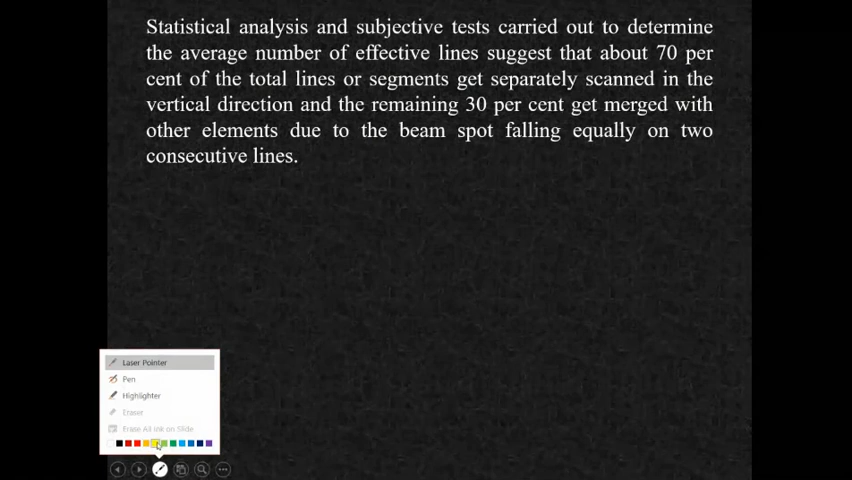 Statistical analysis and subjective tests carried out to determine
the average number of effective lines suggest that about 70 per
cent of the total lines or segments get separately scanned in the
vertical direction and the remaining 30 per cent get merged with
other elements due to the beam spot falling equally on two
consecutive lines.
Laser Pointer
Pen
Highlighter
Eraser
Erase All Ink on Slide